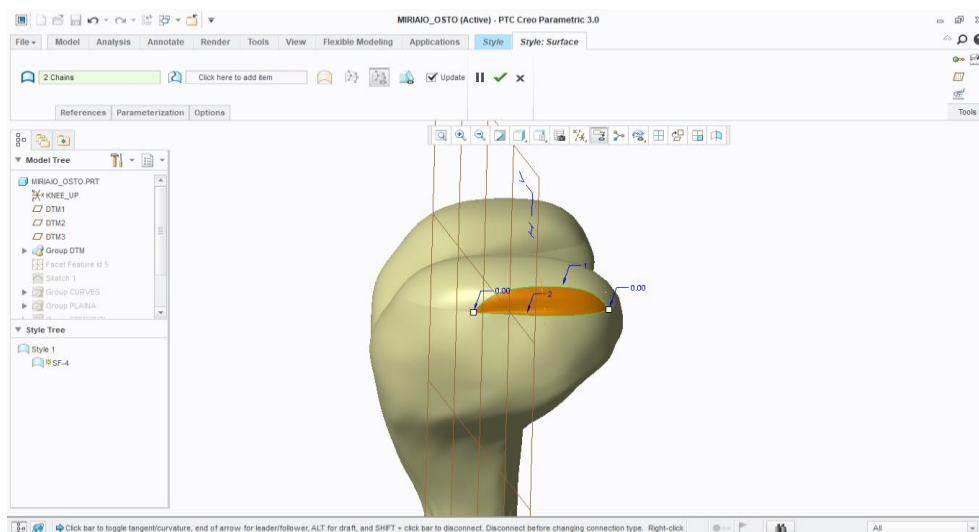 MIRIAIO_OSTO (Active) - PTC Creo Parametric 3.0
File Model Analysis Annotate Render Tools View Flexible Modeling Applications Style Style: Surface
2 Chains Click here to add item Update
References Parameterization Options
Tools
Model Tree
MIRIAIO_OSTO.PRT
KNEE_UP
DTM1
DTM2
DTM3
Group DTM
Facet Feature id 5
Sketch 1
Group CURVES
Group PLAINA
Style Tree
Style 1
SF-4
1
0.00
2
0.00
Click bar to toggle tangent/curvature, end of arrow for leader/follower, ALT for draft, and SHIFT + click bar to disconnect. Disconnect before changing connection type. Right-click
All